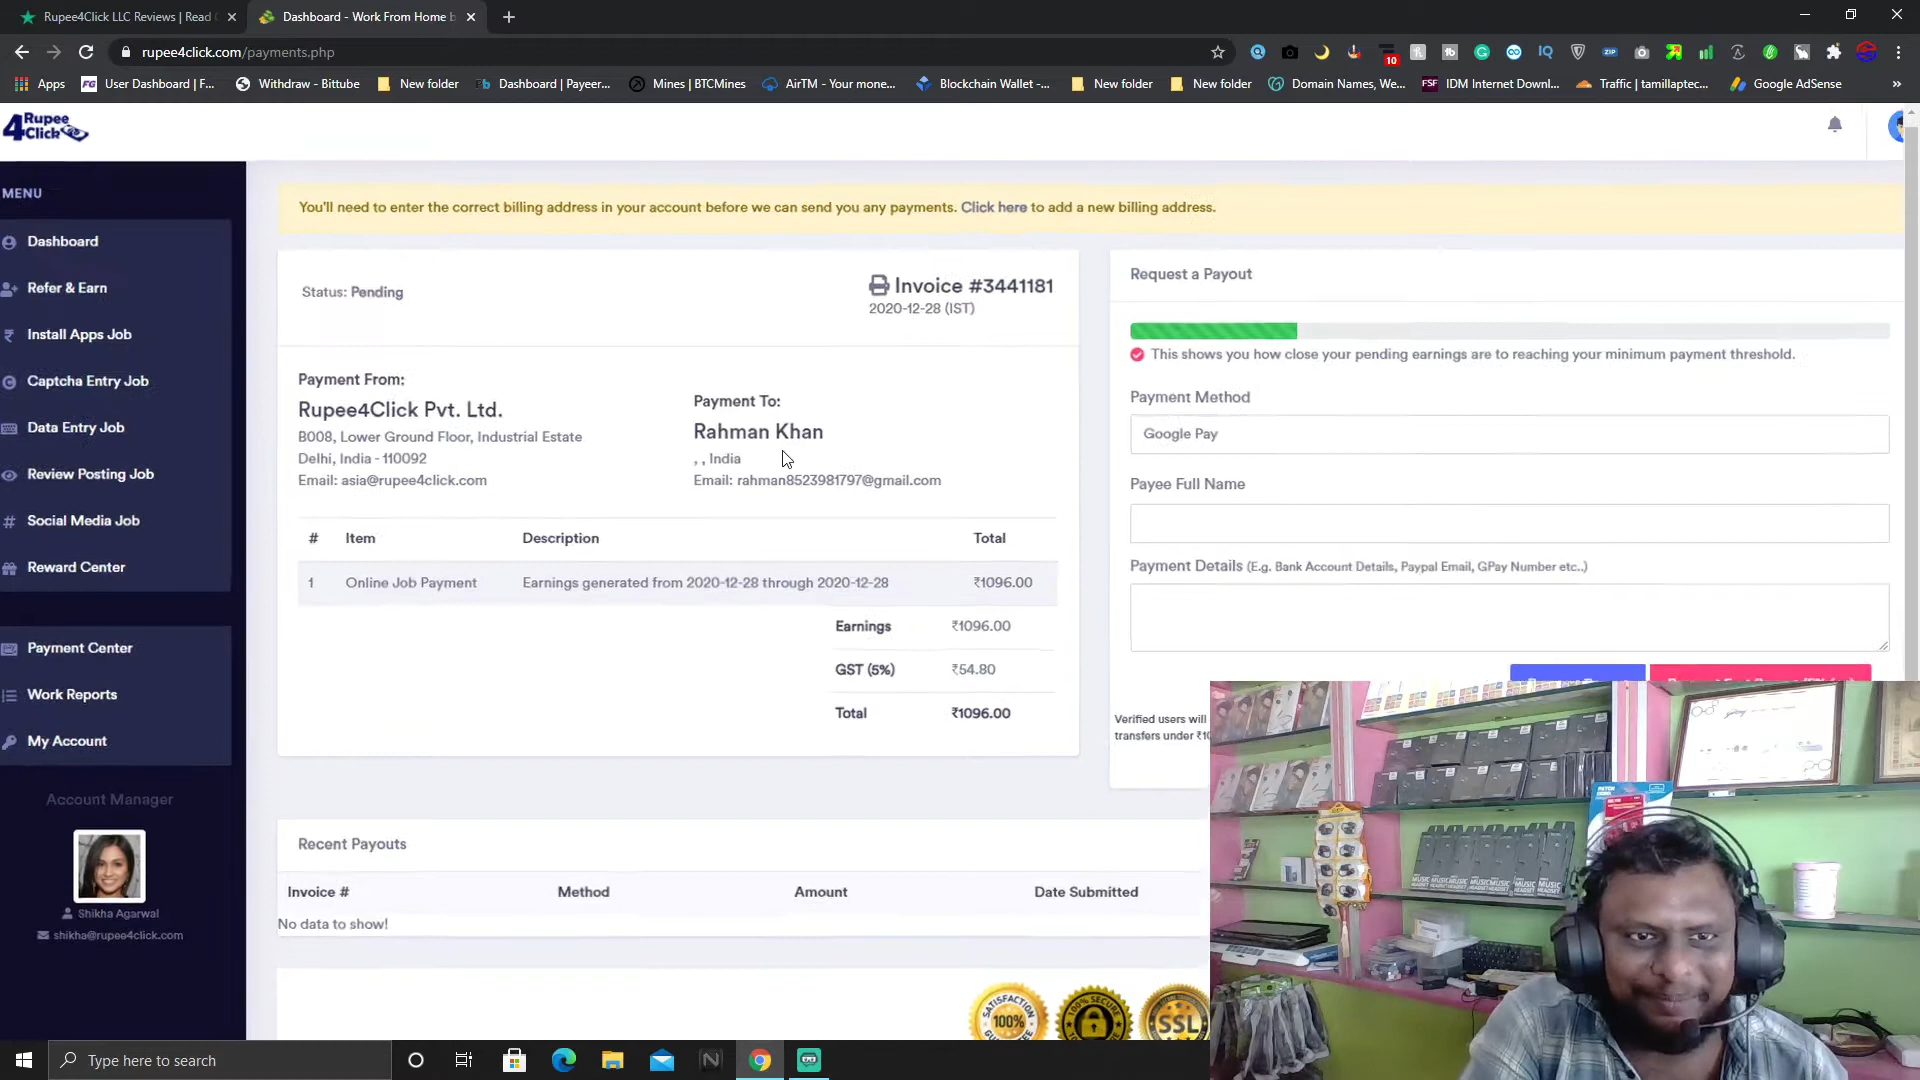 Rupee4Click LLC Reviews | Read
Dashboard - Work From Home b
rupee4click.com/payments.php
10
Apps
User Dashboard | F...
Withdraw - Bittube
New folder
Dashboard | Payeer...
Mines | BTCMines
AirTM - Your mone...
Blockchain Wallet -...
New folder
New folder
Domain Names, We...
IDM Internet Downl...
Traffic | tamillaptec...
Google AdSense
4Rupee
Click
MENU
Dashboard
Refer & Earn
Install Apps Job
Captcha Entry Job
Data Entry Job
Review Posting Job
Social Media Job
Reward Center
Payment Center
Work Reports
My Account
Account Manager
Shikha Agarwal
shikha@rupee4click.com
You'll need to enter the correct billing address in your account before we can send you any payments. Click here to add a new billing address.
Status: Pending
Invoice #3441181
2020-12-28 (IST)
Payment From:
Rupee4Click Pvt. Ltd.
B008, Lower Ground Floor, Industrial Estate
Delhi, India - 110092
Email: asia@rupee4click.com
Payment To:
Rahman Khan
, , India
Email: rahman8523981797@gmail.com
# Item Description Total
1 Online Job Payment Earnings generated from 2020-12-28 through 2020-12-28 ₹1096.00
Earnings ₹1096.00
GST (5%) ₹54.80
Total ₹1096.00
Request a Payout
This shows you how close your pending earnings are to reaching your minimum payment threshold.
Payment Method
Google Pay
Payee Full Name
Payment Details (E.g. Bank Account Details, Paypal Email, GPay Number etc..)
Verified users will
transfers under ₹10
Recent Payouts
Invoice # Method Amount Date Submitted
No data to show!
SATISFACTION
100%
100% SECURE
SSL
Type here to search